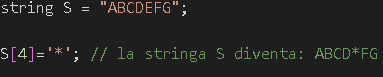 string S = "ABCDEFG";
S[4]='*'; // la stringa S diventa: ABCD*FG